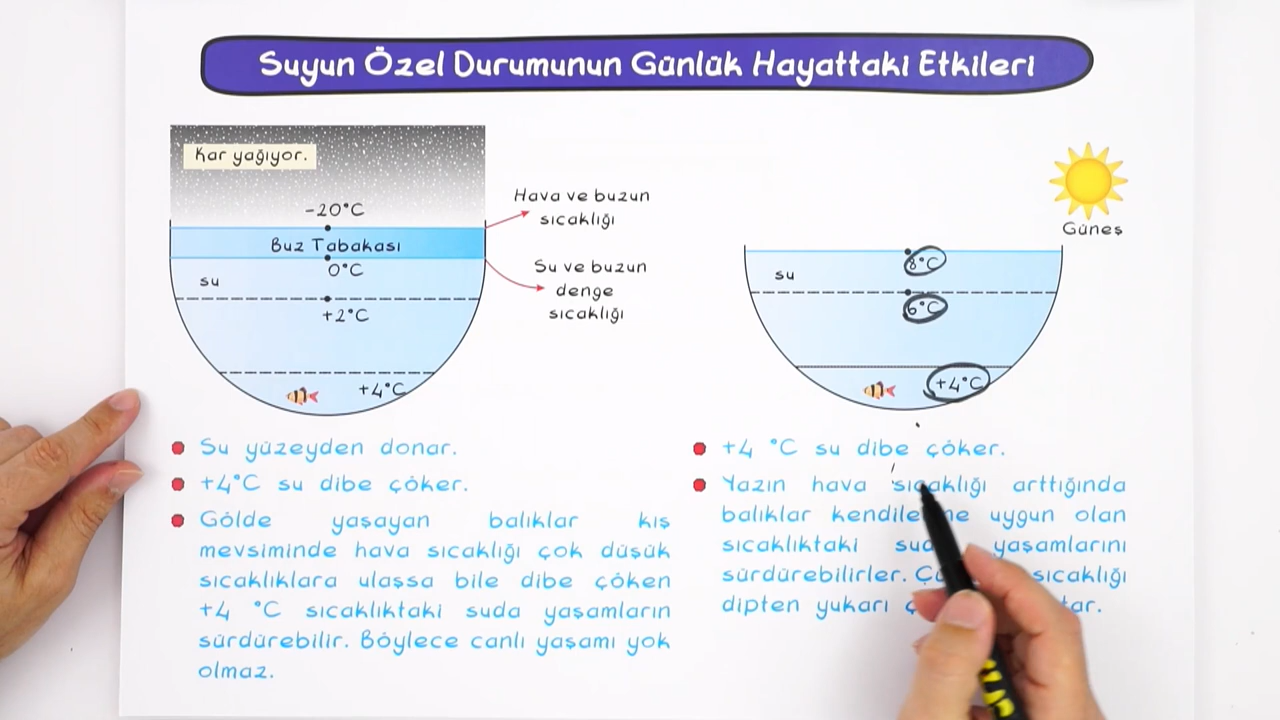 Suyun Özel Durumunun Günlük Hayattaki Etkileri
Kar yağıyor.
-20°C
Buz Tabakası
0°C
su
+2°C
+4°C
Hava ve buzun
sıcaklığı
Su ve buzun
denge
sıcaklığı
Güneş
8°C
su
6°C
+4°C
Su yüzeyden donar.
+4°C su dibe çöker.
Gölde yaşayan balıklar kış
mevsiminde hava sıcaklığı çok düşük
sıcaklıklara ulaşsa bile dibe çöken
+4 °C sıcaklıktaki suda yaşamların
sürdürebilir. Böylece canlı yaşamı yok
olmaz.
+4 °C su dibe çöker.
Yazın hava sıcaklığı arttığında
balıklar uygun olan
sıcaklıktaki yaşamlarını
sürdürebilirler. sıcaklığı
dipten yukarı